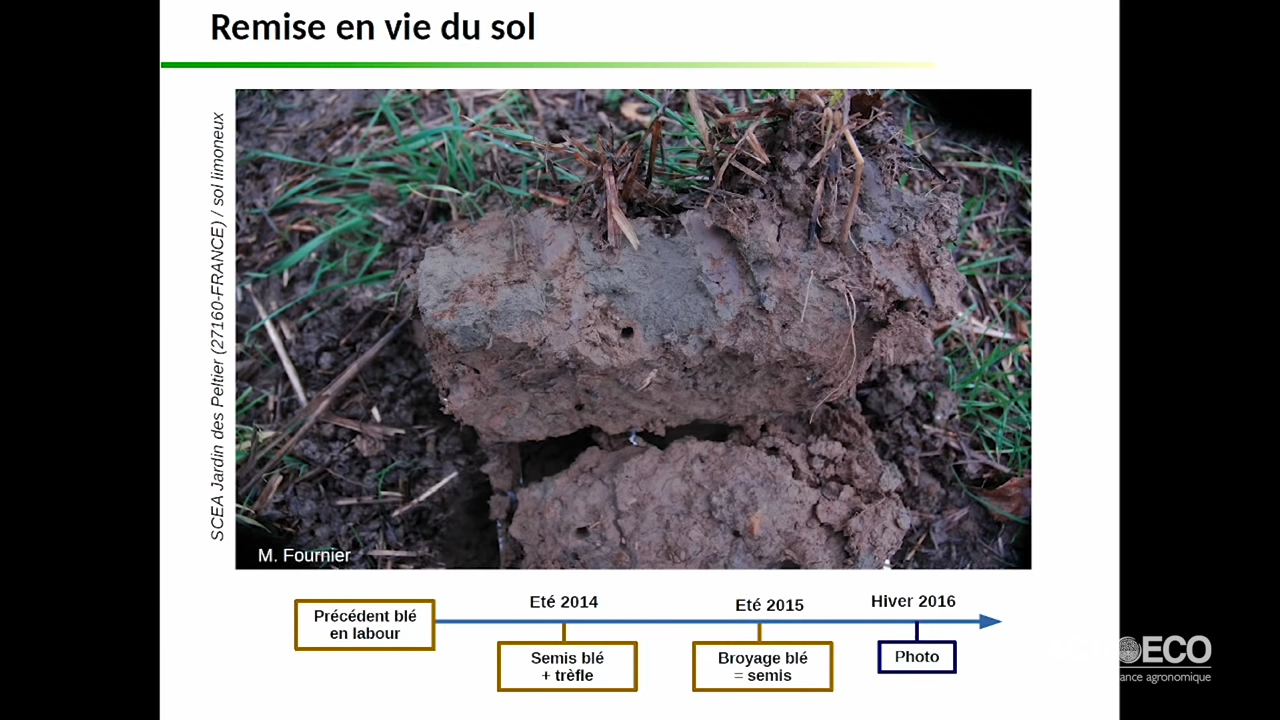 Remise en vie du sol
SCEA Jardin des Peltier (27160-FRANCE) / sol limoneux
M. Fournier
Précédent blé
en labour
Eté 2014
Semis blé
+ trèfle
Eté 2015
Broyage blé
= semis
Hiver 2016
Photo
ECO
ance agronomique